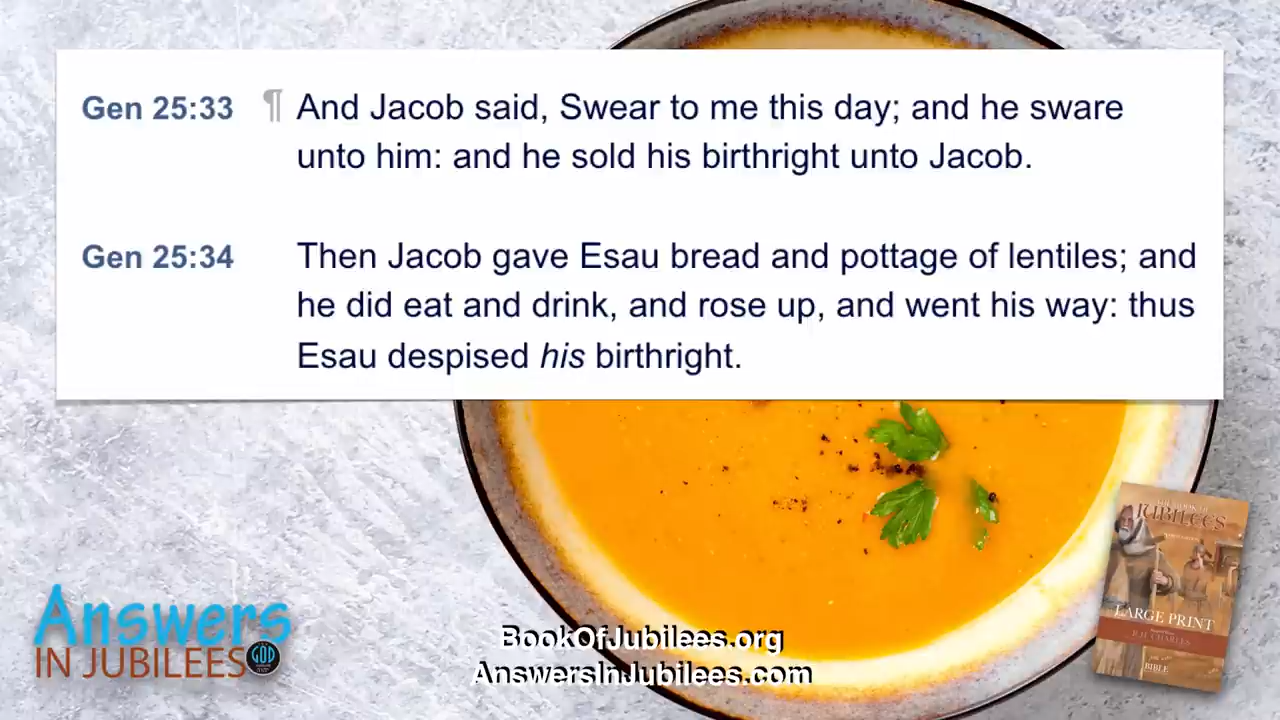 Gen 25:33 ¶ And Jacob said, Swear to me this day; and he sware
unto him: and he sold his birthright unto Jacob.
Gen 25:34 Then Jacob gave Esau bread and pottage of lentiles; and
he did eat and drink, and rose up, and went his way: thus
Esau despised his birthright.
Answers
IN JUBILEES
GOD
BookOfJubilees.org
AnswersInJubilees.com
THE BOOK OF
JUBILEES
LARGE PRINT
R.H. CHARLES
BIBLE